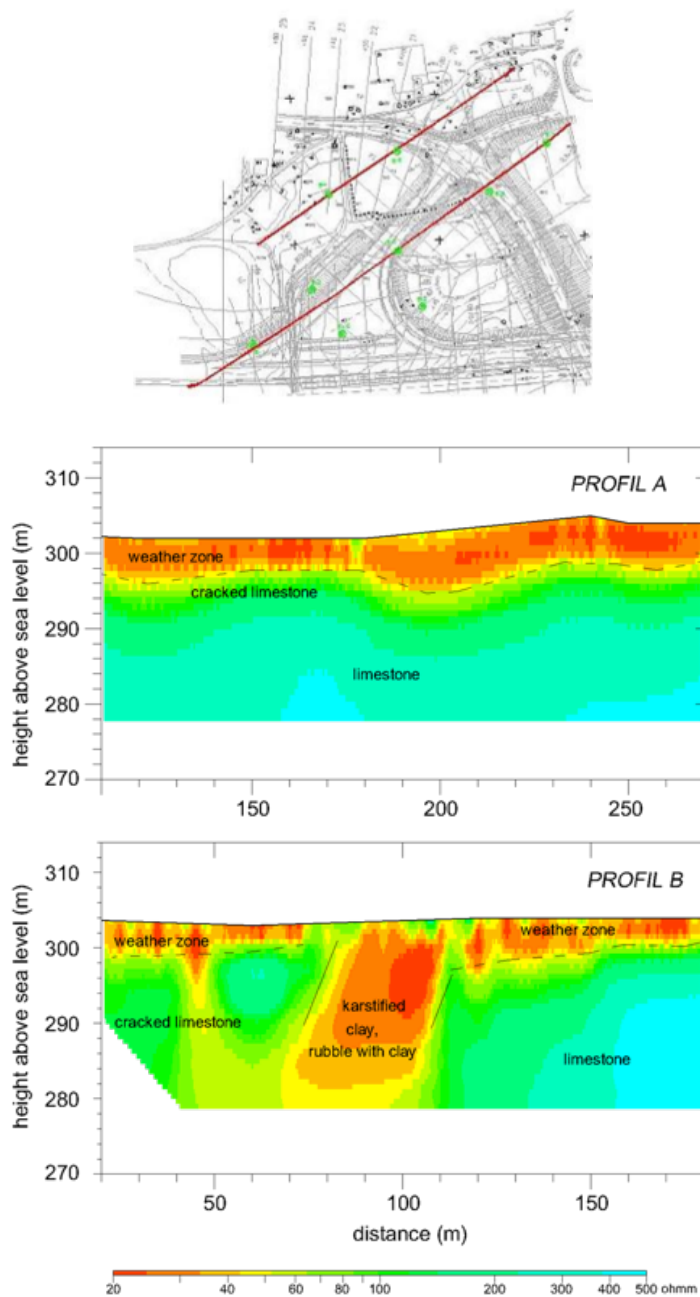 PROFIL A
310
300
290
280
270
height above sea level (m)
weather zone
cracked limestone
limestone
150
200
250
PROFIL B
310
300
290
280
270
height above sea level (m)
weather zone
weather zone
cracked limestone
karstified
clay,
rubble with clay
limestone
50
100
150
distance (m)
20
40
60
80
100
200
300
400
500 ohmm